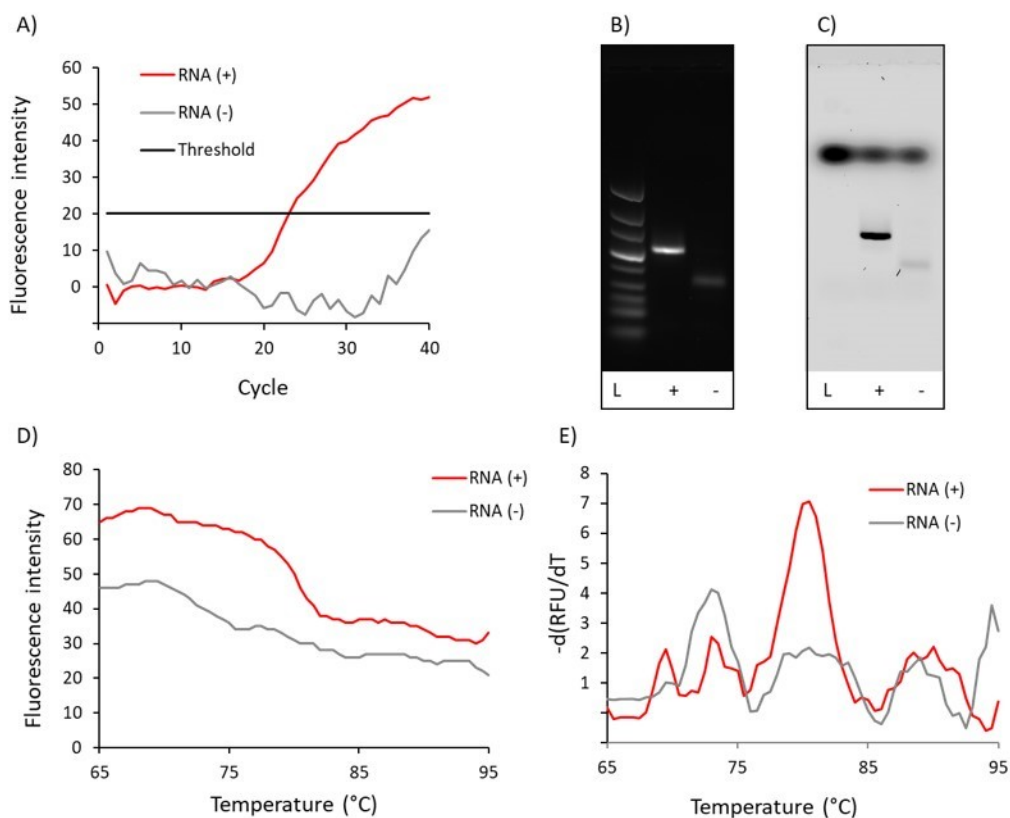 A)
Fluorescence intensity
60
50
40
30
20
10
0
RNA (+)
RNA (-)
Threshold
0
10
20
30
40
Cycle
B)
L + -
C)
L + -
D)
Fluorescence intensity
80
70
60
50
40
30
20
10
0
RNA (+)
RNA (-)
65
75
85
95
Temperature (°C)
E)
-d(RFU/dT
8
7
6
5
4
3
2
1
RNA (+)
RNA (-)
65
75
85
95
Temperature (°C)